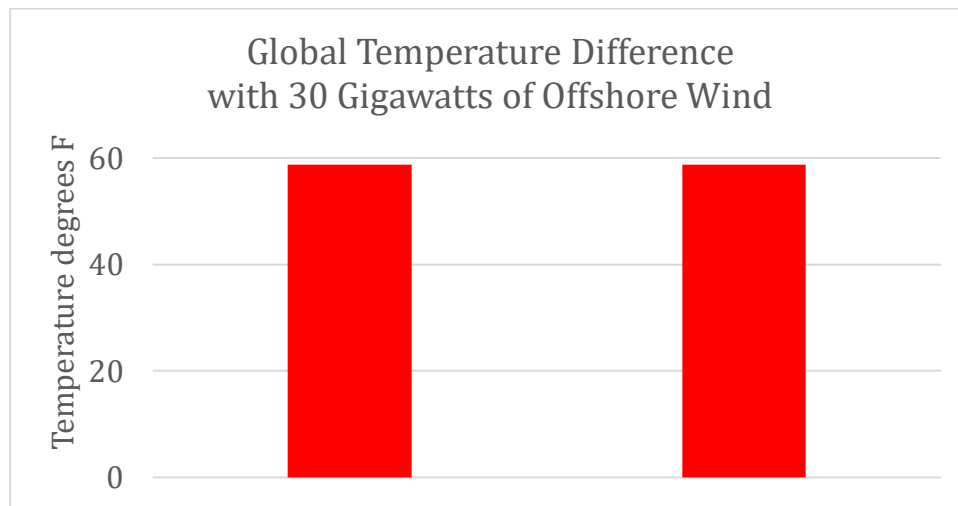 Global Temperature Difference
with 30 Gigawatts of Offshore Wind
Temperature degrees F
60
40
20
0